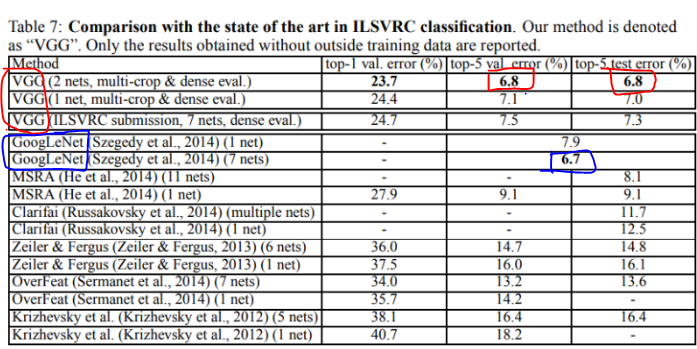 Table 7: Comparison with the state of the art in ILSVRC classification. Our method is denoted
as “VGG”. Only the results obtained without outside training data are reported.
Method top-1 val. error (%) top-5 val. error (%) top-5 test error (%)
VGG (2 nets, multi-crop & dense eval.) 23.7 6.8 6.8
VGG (1 net, multi-crop & dense eval.) 24.4 7.1 7.0
VGG (ILSVRC submission, 7 nets, dense eval.) 24.7 7.5 7.3
GoogLeNet (Szegedy et al., 2014) (1 net) - 7.9
GoogLeNet (Szegedy et al., 2014) (7 nets) - 6.7
MSRA (He et al., 2014) (11 nets) - - 8.1
MSRA (He et al., 2014) (1 net) 27.9 9.1 9.1
Clarifai (Russakovsky et al., 2014) (multiple nets) - - 11.7
Clarifai (Russakovsky et al., 2014) (1 net) - - 12.5
Zeiler & Fergus (Zeiler & Fergus, 2013) (6 nets) 36.0 14.7 14.8
Zeiler & Fergus (Zeiler & Fergus, 2013) (1 net) 37.5 16.0 16.1
OverFeat (Sermanet et al., 2014) (7 nets) 34.0 13.2 13.6
OverFeat (Sermanet et al., 2014) (1 net) 35.7 14.2 -
Krizhevsky et al. (Krizhevsky et al., 2012) (5 nets) 38.1 16.4 16.4
Krizhevsky et al. (Krizhevsky et al., 2012) (1 net) 40.7 18.2 -